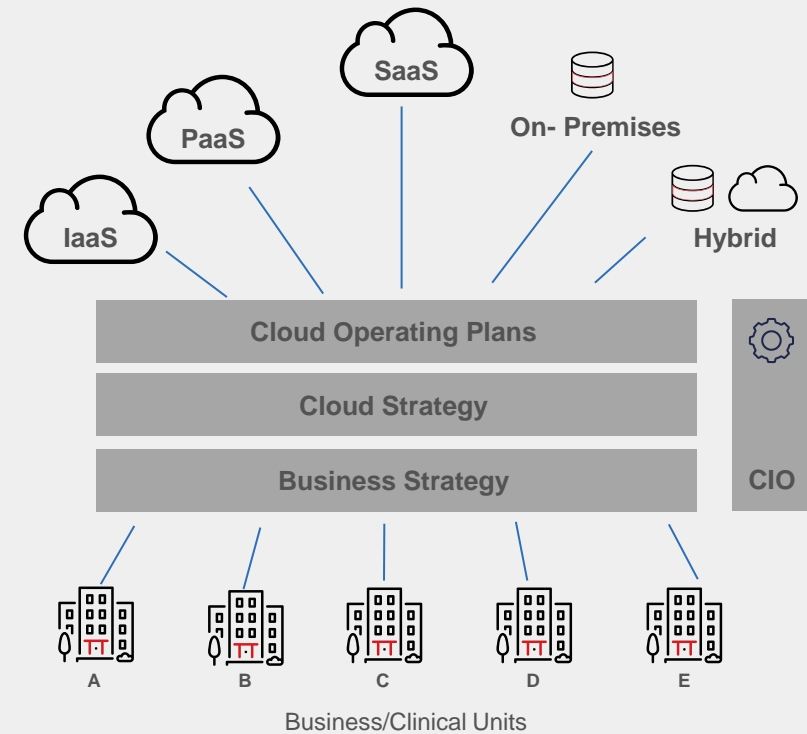 SaaS
PaaS
On- Premises
IaaS
Hybrid
Cloud Operating Plans
Cloud Strategy
Business Strategy
CIO
A
B
C
D
E
Business/Clinical Units